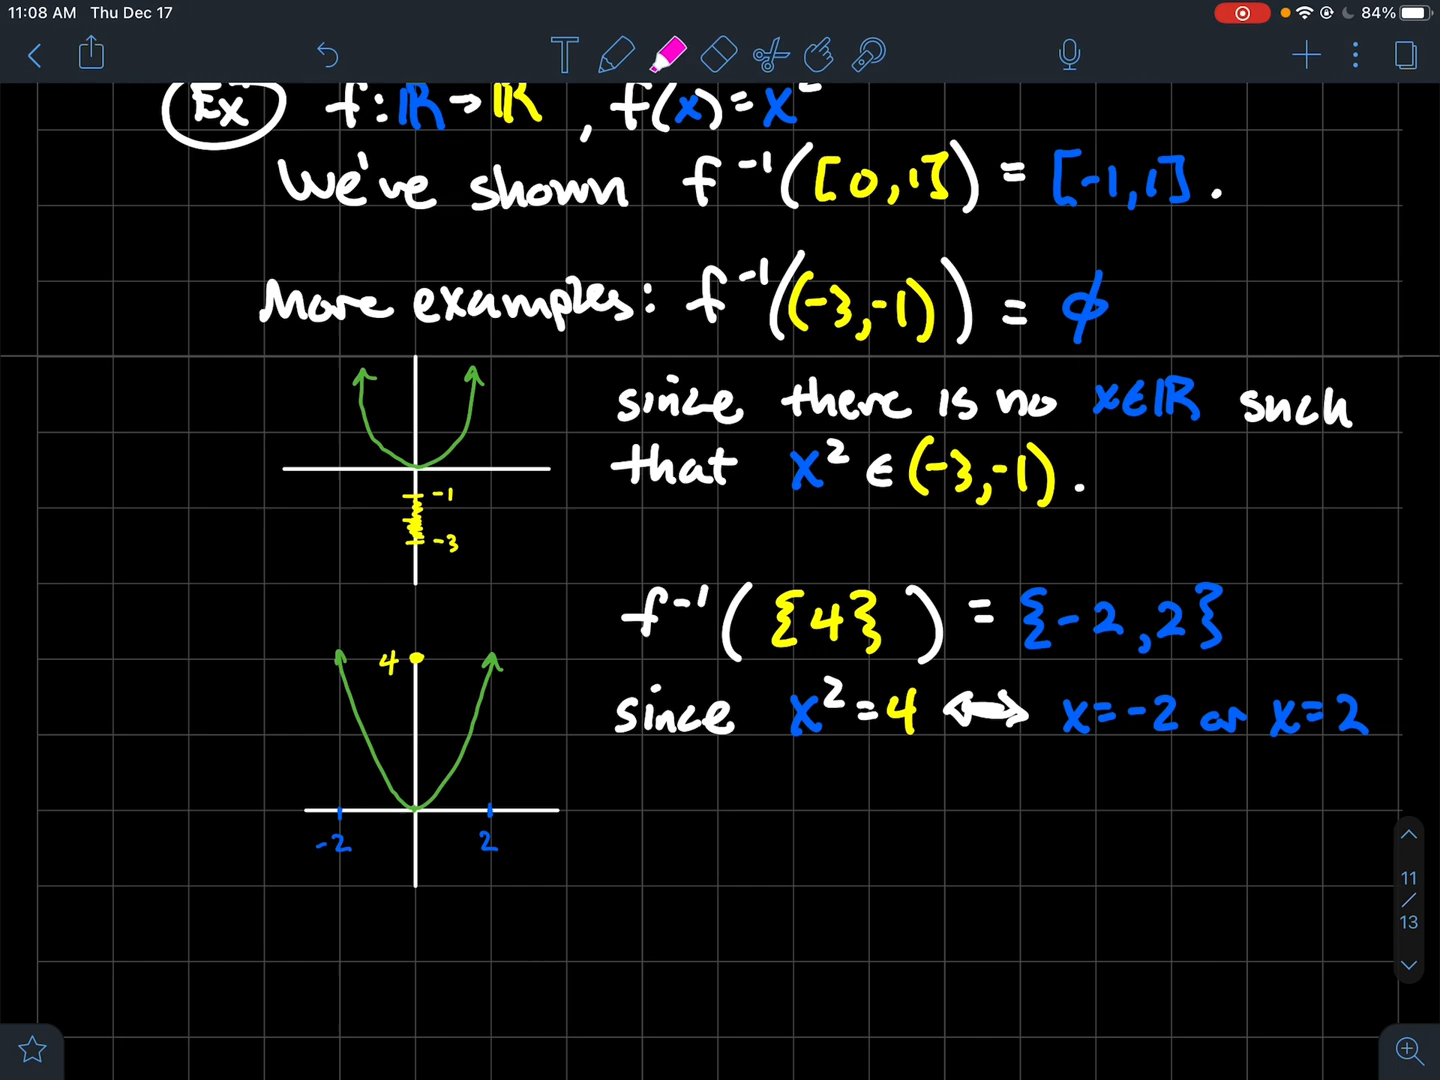 11:08 AM Thu Dec 17
84%
T
Ex f: ℝ → ℝ, f(x) = x²
We've shown f⁻¹([0,1]) = [-1,1].
More examples: f⁻¹((-3,-1)) = ϕ
since there is no x∈ℝ such
that x² ∈ (-3,-1).
-1
-3
f⁻¹({4}) = {-2,2}
since x² = 4 ⟷ x = -2 or x = 2
4
-2 2
11
/
13